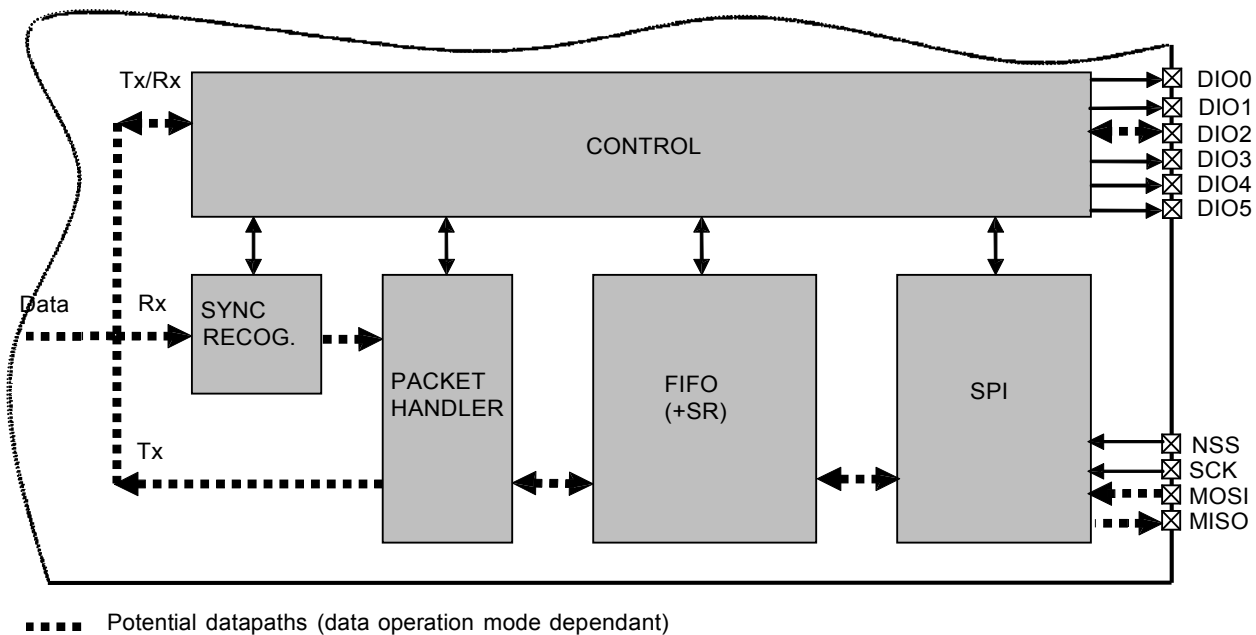 Tx/Rx
CONTROL
DIO0
DIO1
DIO2
DIO3
DIO4
DIO5
Data
Rx
SYNC
RECOG.
PACKET
HANDLER
FIFO
(+SR)
SPI
Tx
NSS
SCK
MOSI
MISO
Potential datapaths (data operation mode dependant)